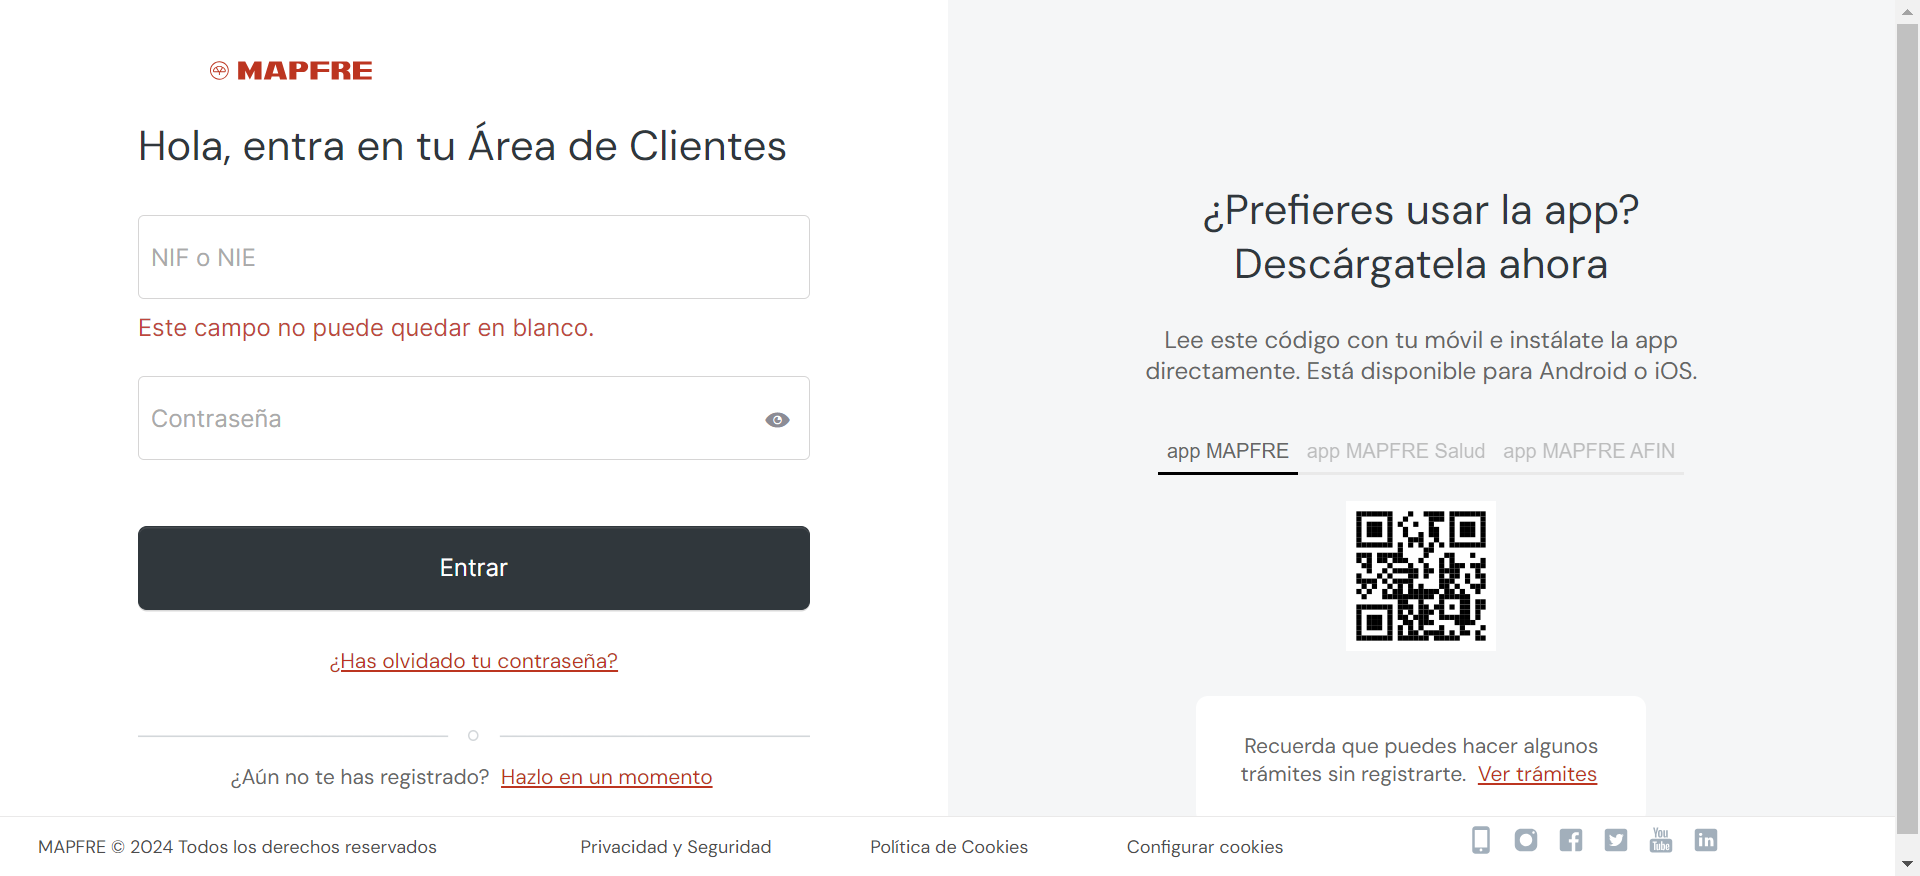 MAPFRE
Hola, entra en tu Área de Clientes
NIF o NIE
Este campo no puede quedar en blanco.
Contraseña
Entrar
¿Has olvidado tu contraseña?
o
¿Aún no te has registrado? Hazlo en un momento
¿Prefieres usar la app?
Descárgatela ahora
Lee este código con tu móvil e instálate la app
directamente. Está disponible para Android o iOS.
app MAPFRE app MAPFRE Salud app MAPFRE AFIN
Recuerda que puedes hacer algunos
trámites sin registrarte. Ver trámites
MAPFRE © 2024 Todos los derechos reservados Privacidad y Seguridad Política de Cookies Configurar cookies
You
Tube
in